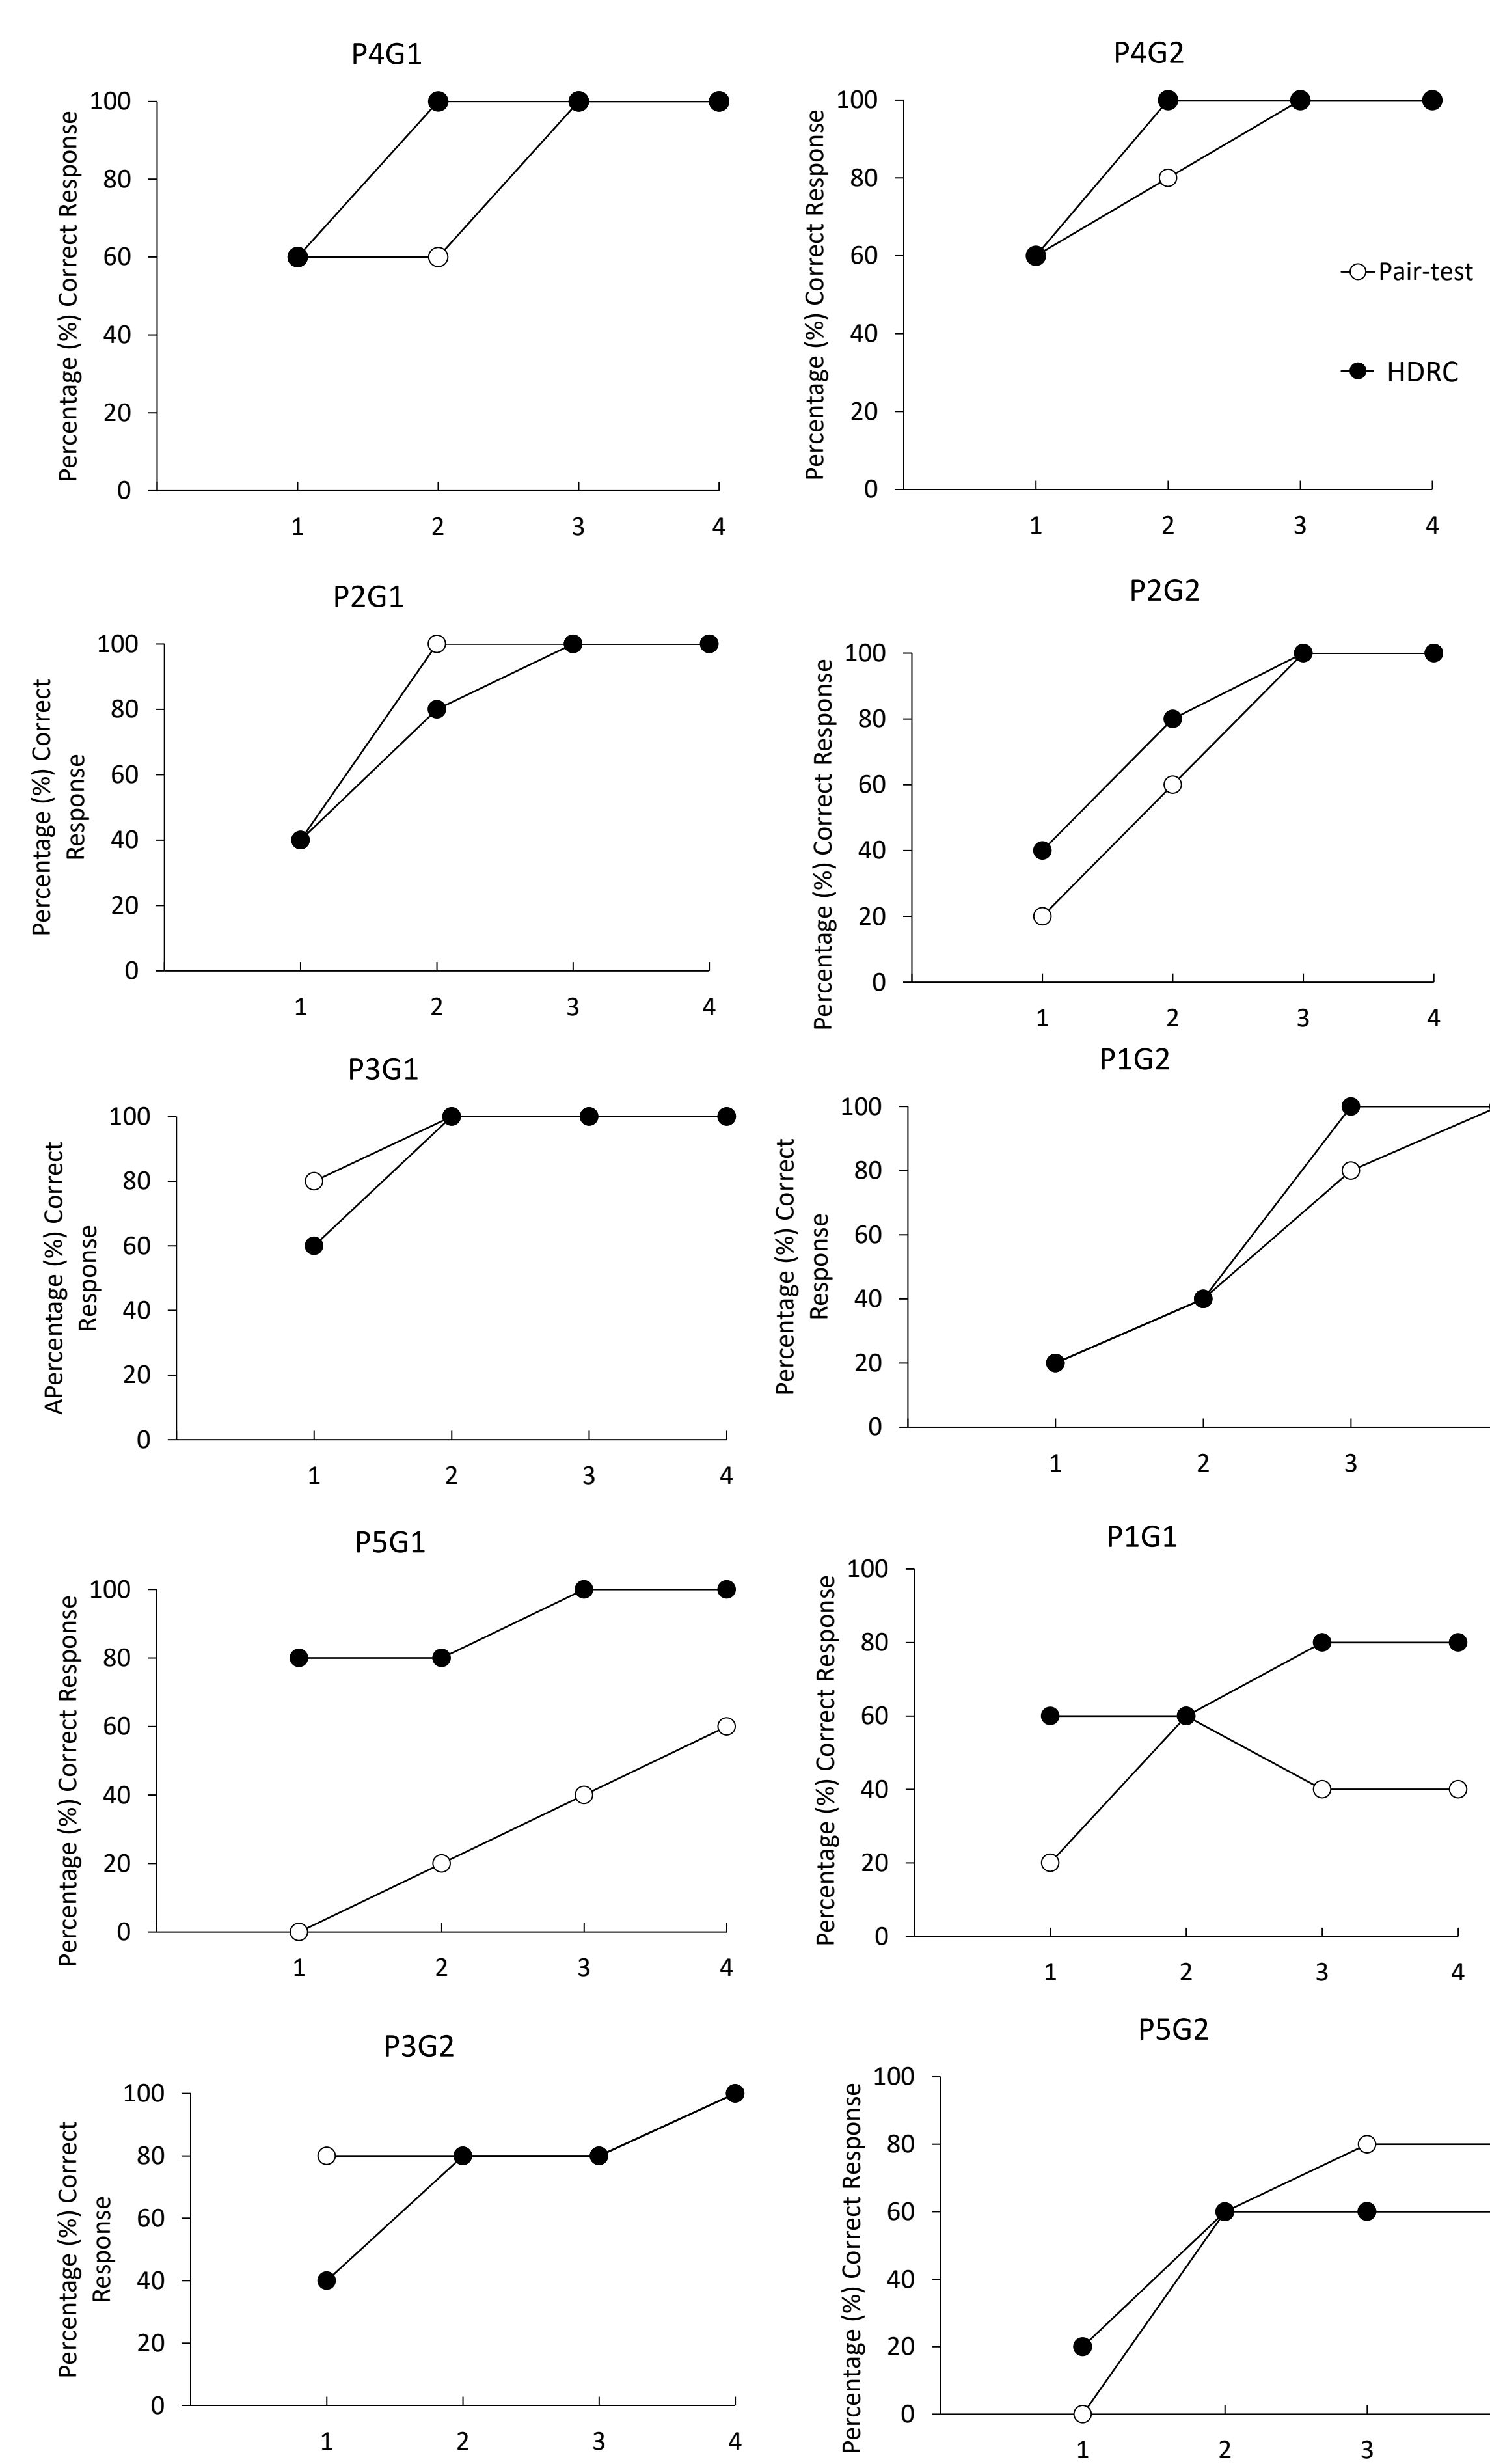 P4G1
Percentage (%) Correct Response
100
80
60
40
20
0
1 2 3 4
P4G2
Percentage (%) Correct Response
100
80
60
40
20
0
1 2 3 4
Pair-test
HDRC
P2G1
Percentage (%) Correct
Response
100
80
60
40
20
0
1 2 3 4
P2G2
Percentage (%) Correct Response
100
80
60
40
20
0
1 2 3 4
P3G1
APercentage (%) Correct
Response
100
80
60
40
20
0
1 2 3 4
P1G2
Percentage (%) Correct
Response
100
80
60
40
20
0
1 2 3
P5G1
Percentage (%) Correct Response
100
80
60
40
20
0
1 2 3 4
P1G1
Percentage (%) Correct Response
100
80
60
40
20
0
1 2 3 4
P3G2
Percentage (%) Correct
Response
100
80
60
40
20
0
1 2 3 4
P5G2
Percentage (%) Correct Response
100
80
60
40
20
0
1 2 3